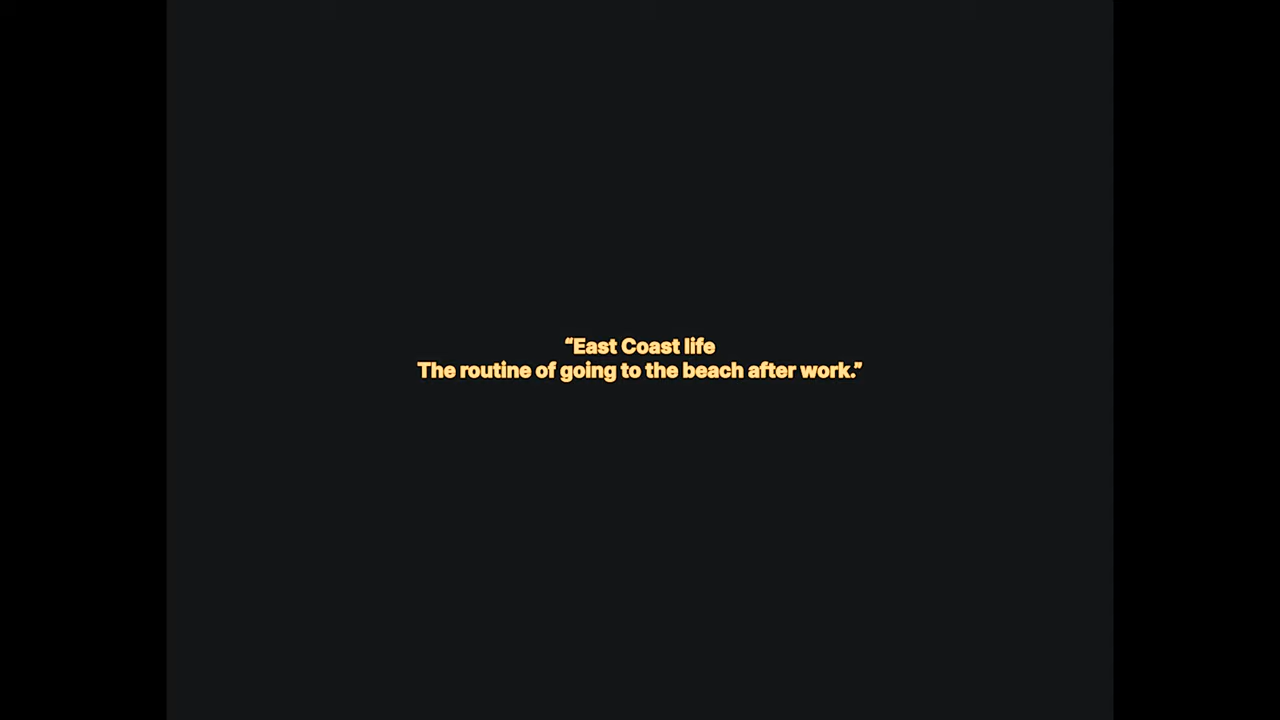 “East Coast life
The routine of going to the beach after work.”